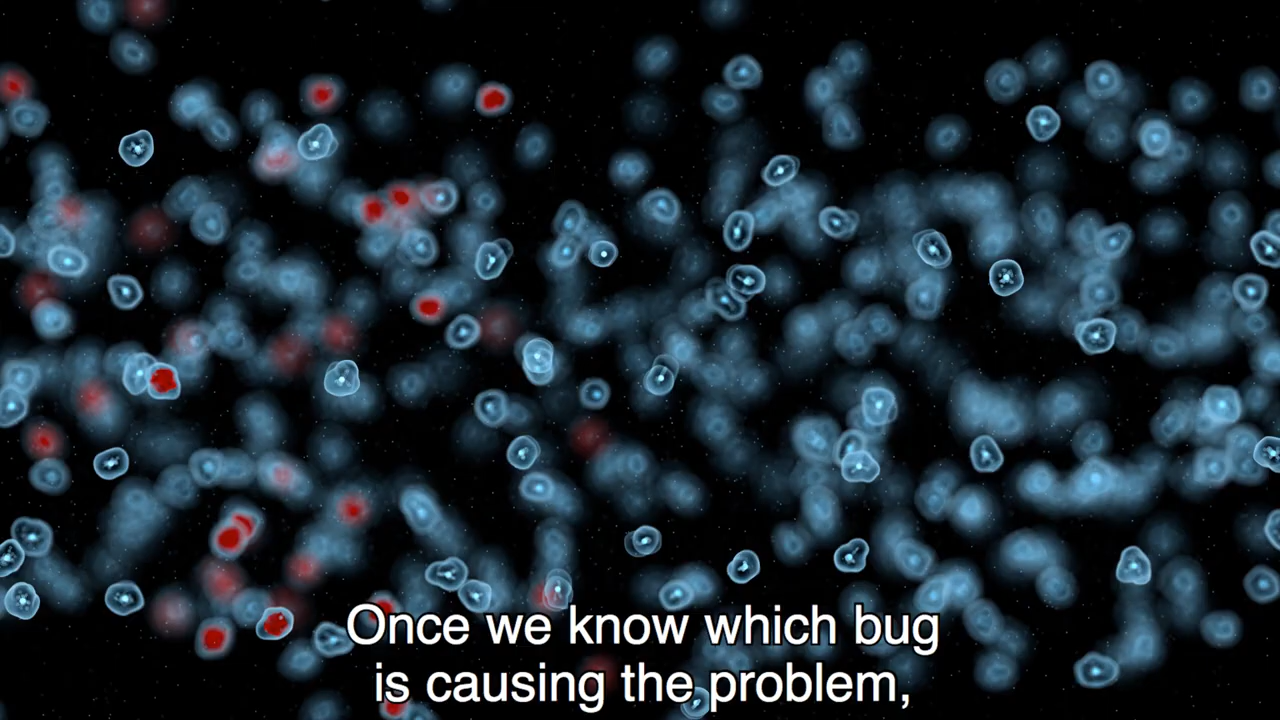 Once we know which bug
is causing the problem,